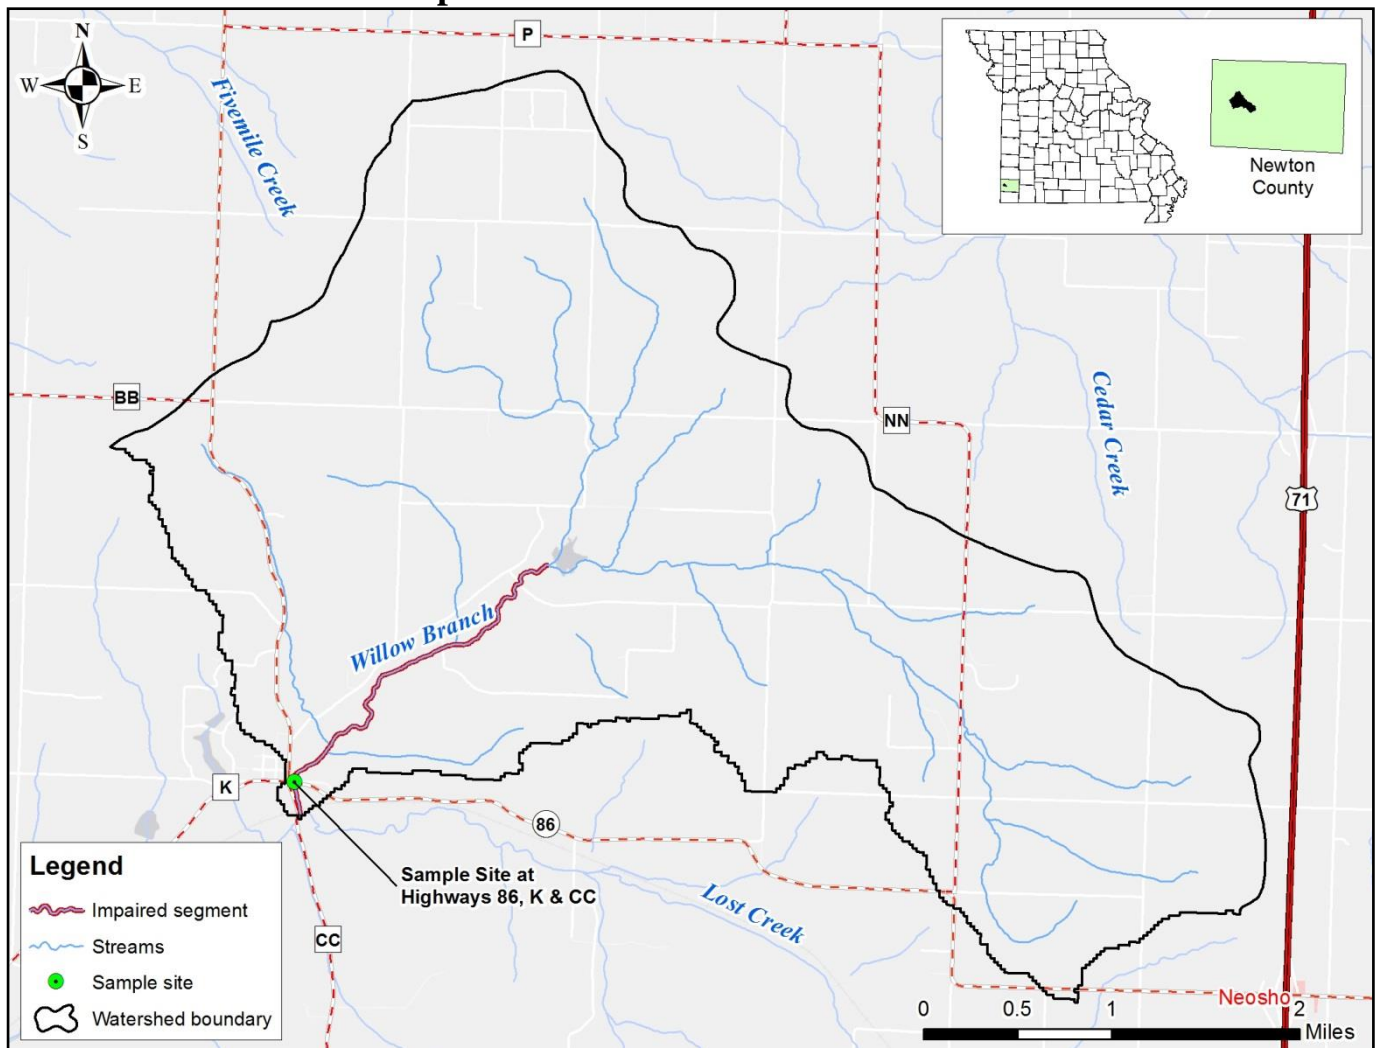 N
W E
S
P
Fivemile Creek
Newton
County
BB
NN
Cedar Creek
71
Willow Branch
K
86
Sample Site at
Highways 86, K & CC
Lost Creek
CC
Legend
Impaired segment
Streams
Sample site
Watershed boundary
Neosho
0 0.5 1 2
Miles